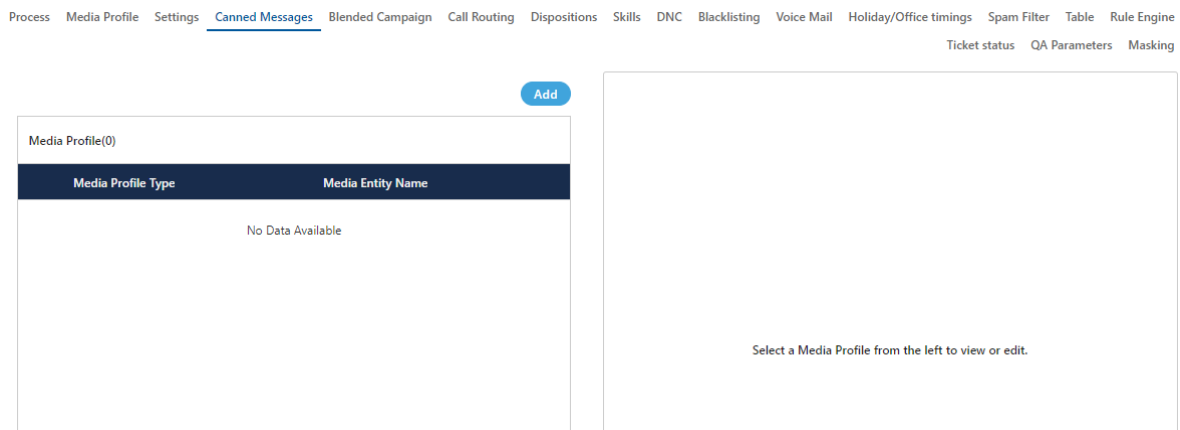 Process Media Profile Settings Canned Messages Blended Campaign Call Routing Dispositions Skills DNC Blacklisting Voice Mail Holiday/Office timings Spam Filter Table Rule Engine
Ticket status QA Parameters Masking
Add
Media Profile(0)
Media Profile Type Media Entity Name
No Data Available
Select a Media Profile from the left to view or edit.